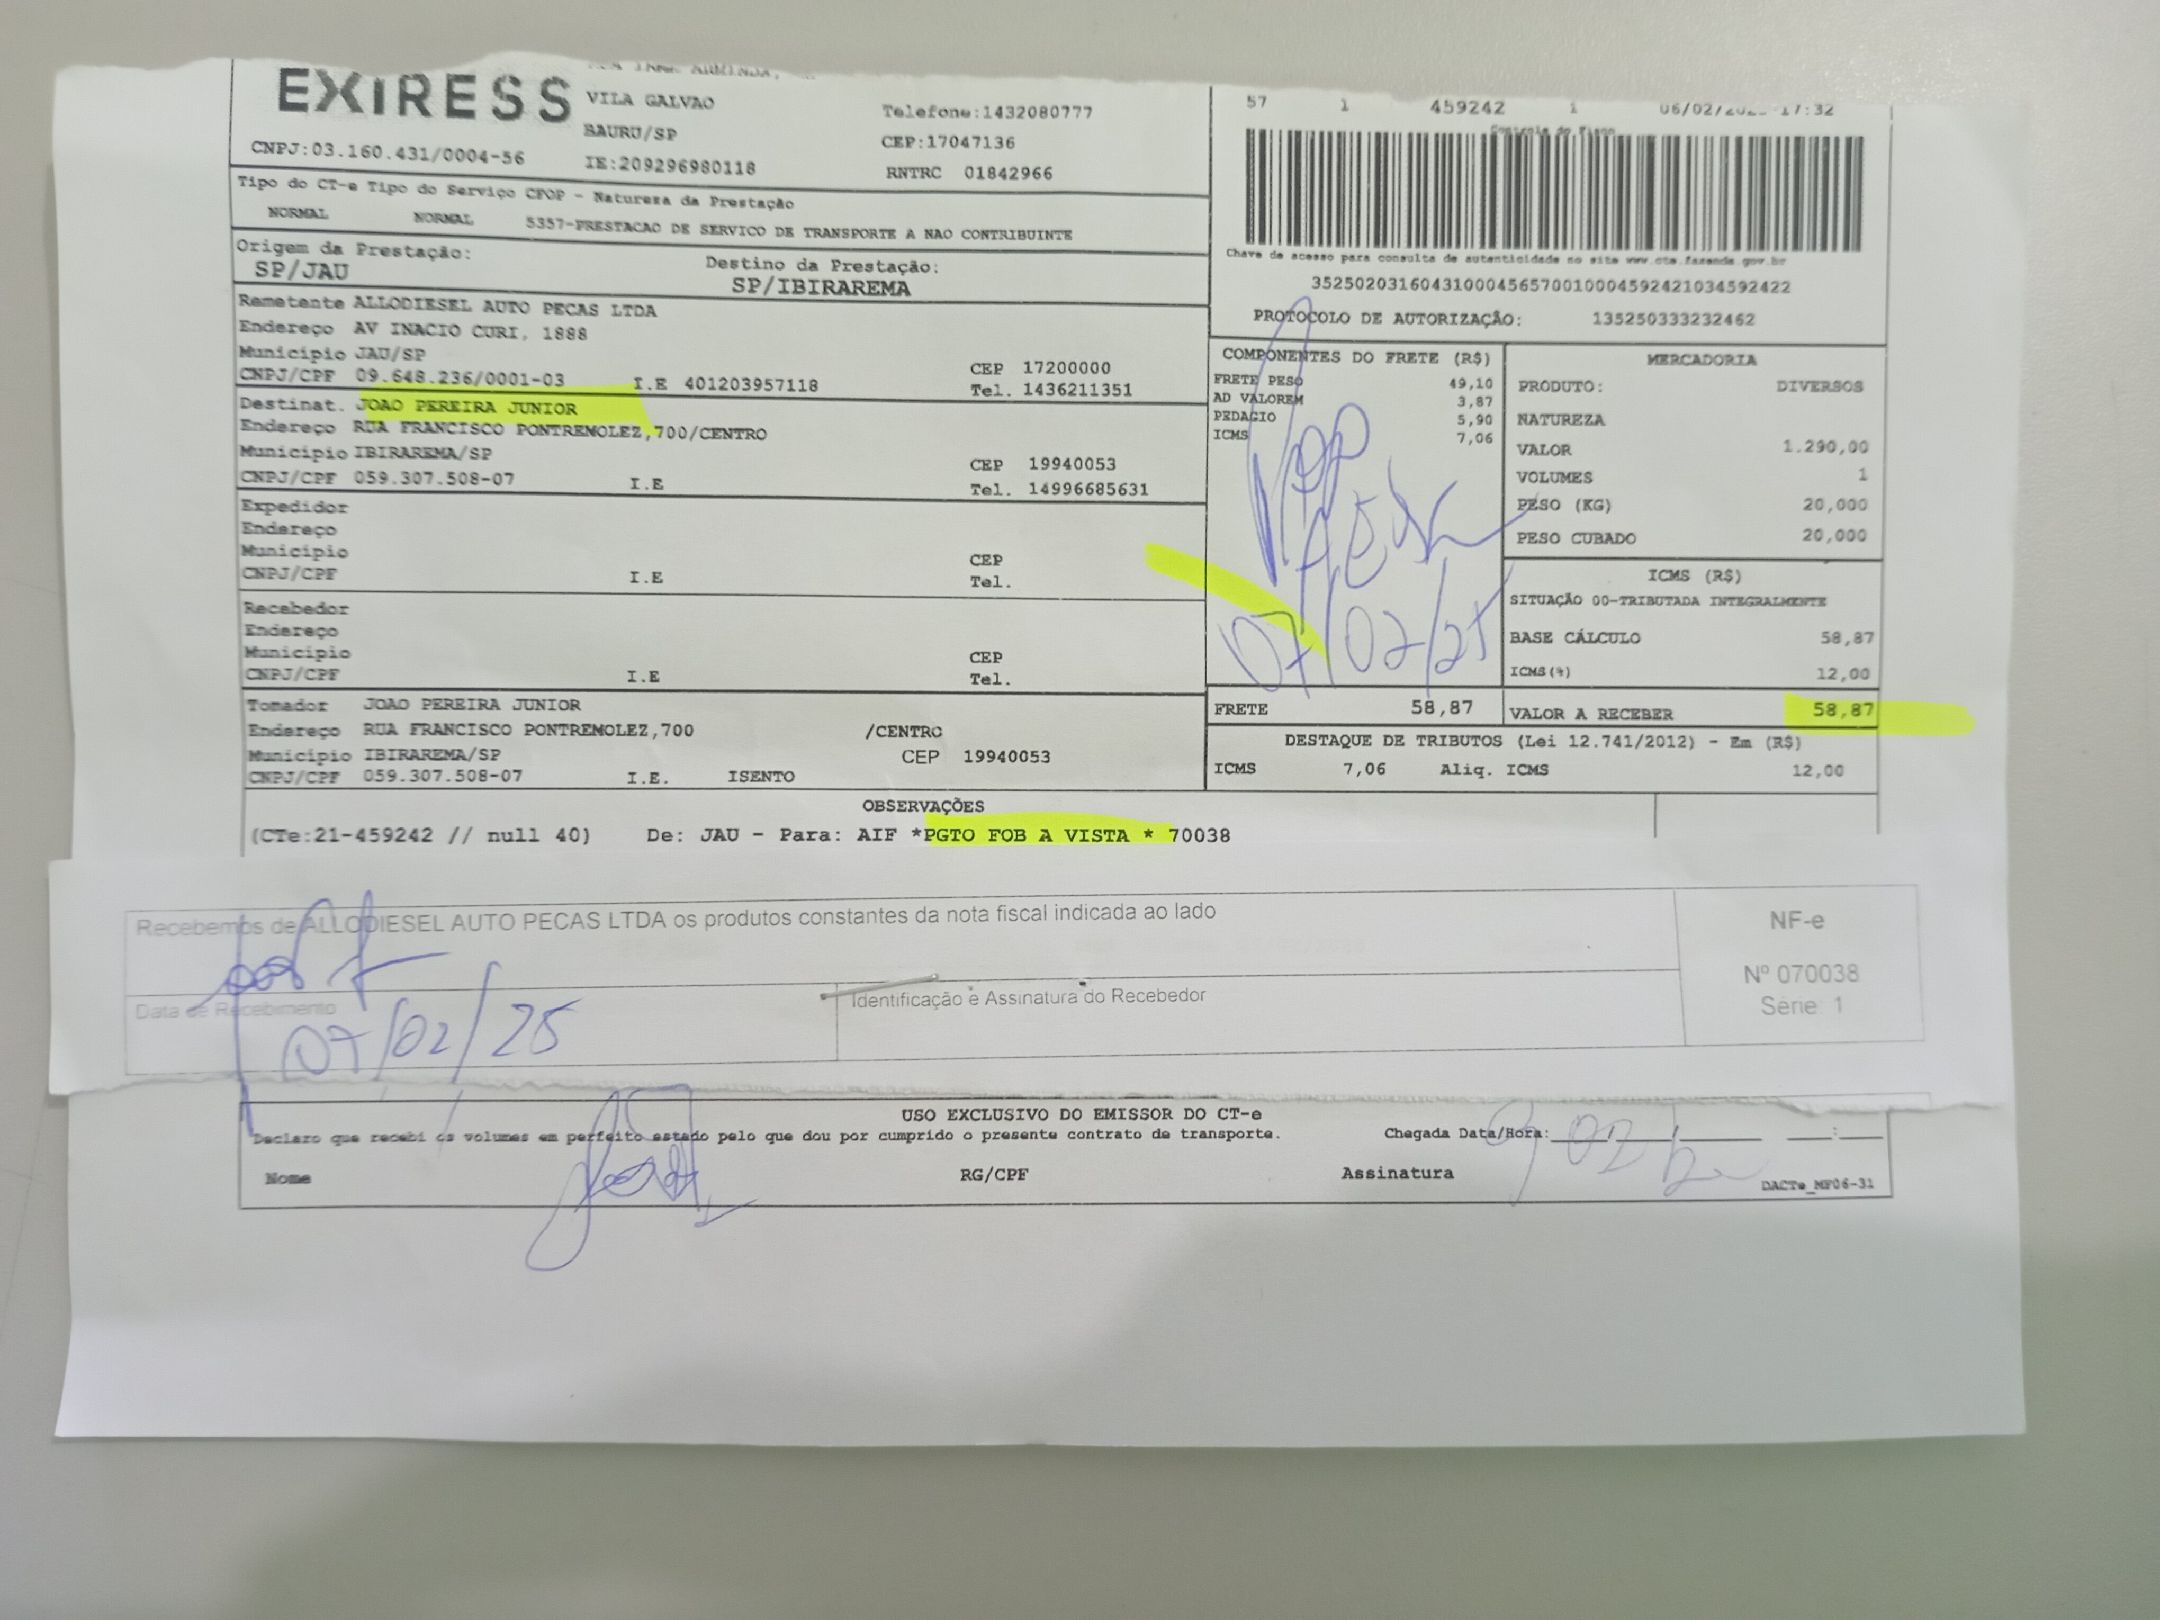 EXIRESS
VILA GALVAO
BAURU/SP
CNPJ:03.160.431/0004-56
IE:209296980118
Telefone:1432080777
CEP:17047136
RNTRC 01842966
57 1 459242 1 17:32
Controle do Fisco
Tipo do CT-e Tipo do Serviço CFOP - Natureza da Prestação
NORMAL NORMAL 5357-PRESTACAO DE SERVICO DE TRANSPORTE A NAO CONTRIBUINTE
Origem da Prestação: Destino da Prestação:
SP/JAU SP/IBIRAREMA
Chave de acesso para consulta de autenticidade no site www.cte.fazenda.gov.br
35250203160431000456570010004592421034592422
PROTOCOLO DE AUTORIZAÇÃO: 135250333232462
Remetente ALLODIESEL AUTO PECAS LTDA
Endereço AV INACIO CURI, 1888
Município JAU/SP CEP 17200000
CNPJ/CPF 09.648.236/0001-03 I.E 401203957118 Tel. 1436211351
Destinat. JOAO PEREIRA JUNIOR
Endereço RUA FRANCISCO PONTREMOLEZ,700/CENTRO
Município IBIRAREMA/SP CEP 19940053
CNPJ/CPF 059.307.508-07 I.E Tel. 14996685631
Expedidor
Endereço
Município CEP
CNPJ/CPF I.E Tel.
Recebedor
Endereço
Município CEP
CNPJ/CPF I.E Tel.
Tomador JOAO PEREIRA JUNIOR
Endereço RUA FRANCISCO PONTREMOLEZ,700 /CENTRO
Município IBIRAREMA/SP CEP 19940053
CNPJ/CPF 059.307.508-07 I.E. ISENTO
COMPONENTES DO FRETE (R$)
FRETE PESO 49,10
AD VALOREM 3,87
PEDAGIO 5,90
ICMS 7,06
07/02/25
MERCADORIA
PRODUTO: DIVERSOS
NATUREZA
VALOR 1.290,00
VOLUMES 1
PESO (KG) 20,000
PESO CUBADO 20,000
ICMS (R$)
SITUAÇÃO 00-TRIBUTADA INTEGRALMENTE
BASE CÁLCULO 58,87
ICMS(%) 12,00
FRETE 58,87 VALOR A RECEBER 58,87
DESTAQUE DE TRIBUTOS (Lei 12.741/2012) - Em (R$)
ICMS 7,06 Aliq. ICMS 12,00
OBSERVAÇÕES
(CTe:21-459242 // null 40) De: JAU - Para: AIF *PGTO FOB A VISTA * 70038
Recebemos de ALLODIESEL AUTO PECAS LTDA os produtos constantes da nota fiscal indicada ao lado
Data de Recebimento Identificação e Assinatura do Recebedor
07/02/25
NF-e
Nº 070038
Série: 1
USO EXCLUSIVO DO EMISSOR DO CT-e
Declaro que recebi os volumes em perfeito estado pelo que dou por cumprido o presente contrato de transporte. Chegada Data/Hora:
Nome RG/CPF Assinatura
DACTe_MF06-31